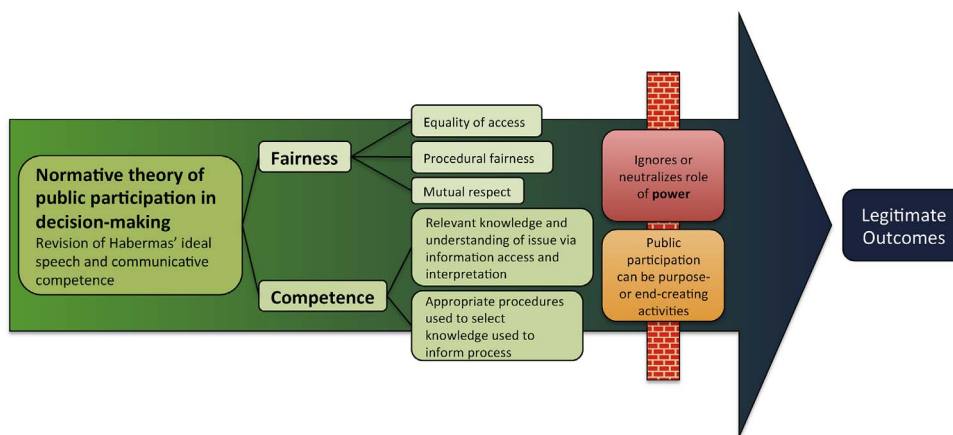 Normative theory of
public participation in
decision-making
Revision of Habermas' ideal
speech and communicative
competence
Fairness
Equality of access
Procedural fairness
Mutual respect
Competence
Relevant knowledge and
understanding of issue via
information access and
interpretation
Appropriate procedures
used to select
knowledge used to
inform process
Ignores or
neutralizes role
of power
Public
participation
can be purpose-
or end-creating
activities
Legitimate
Outcomes